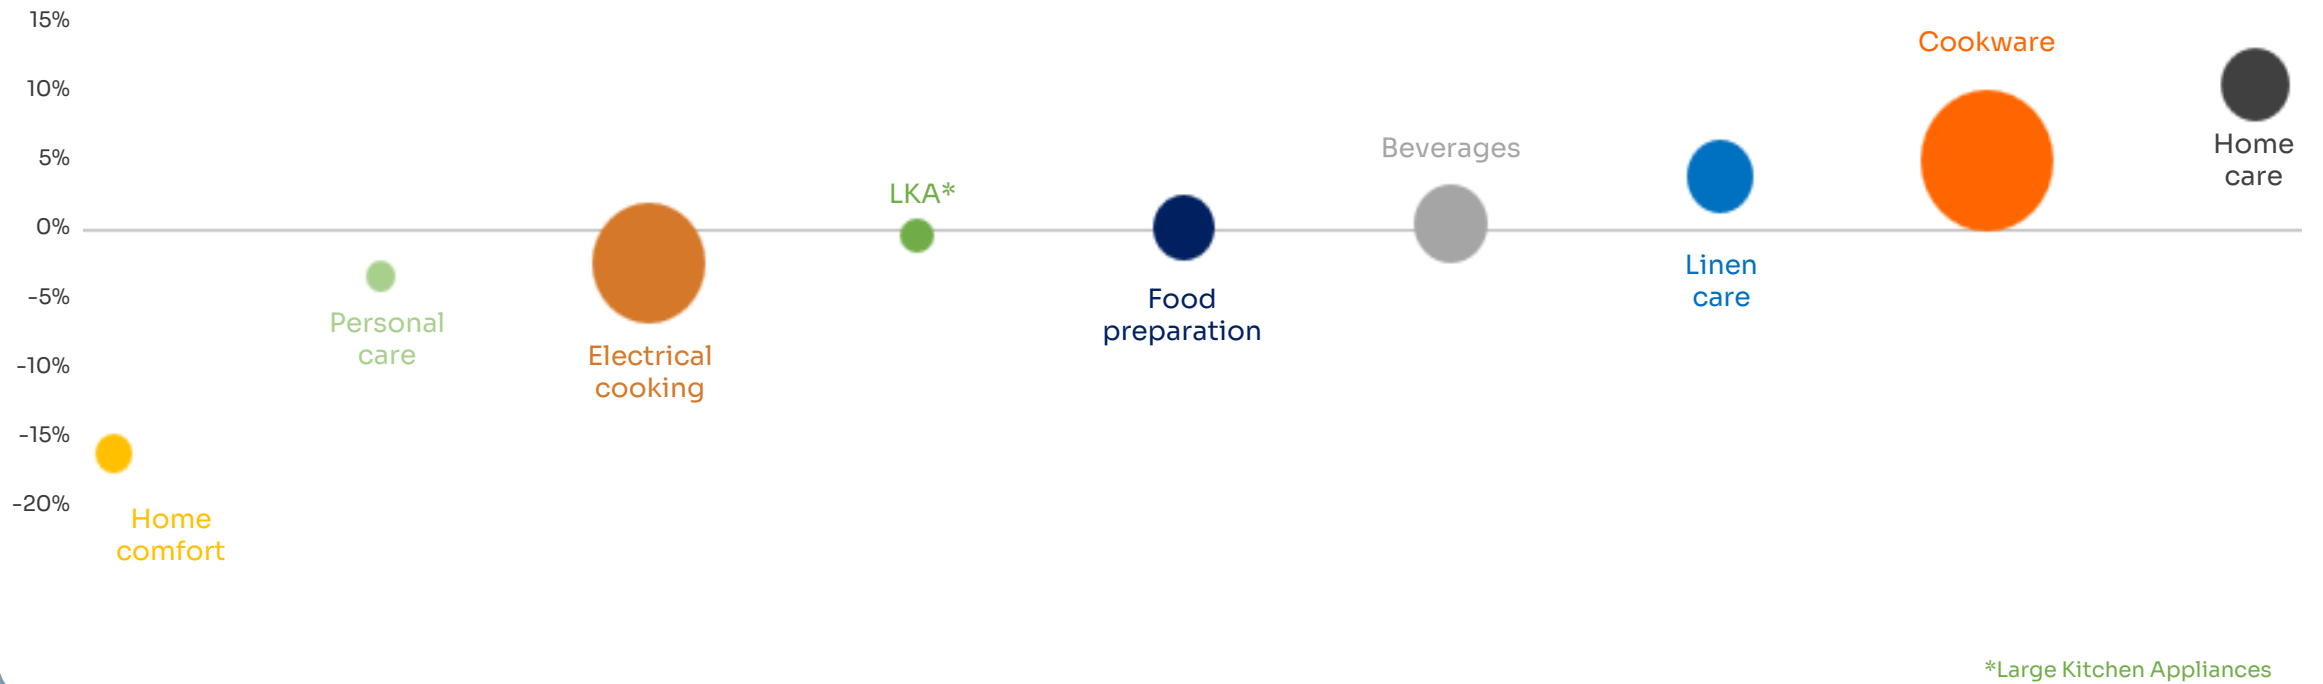 15%
10%
5%
0%
-5%
-10%
-15%
-20%
Home
comfort
Personal
care
Electrical
cooking
LKA*
Food
preparation
Beverages
Linen
care
Cookware
Home
care
*Large Kitchen Appliances